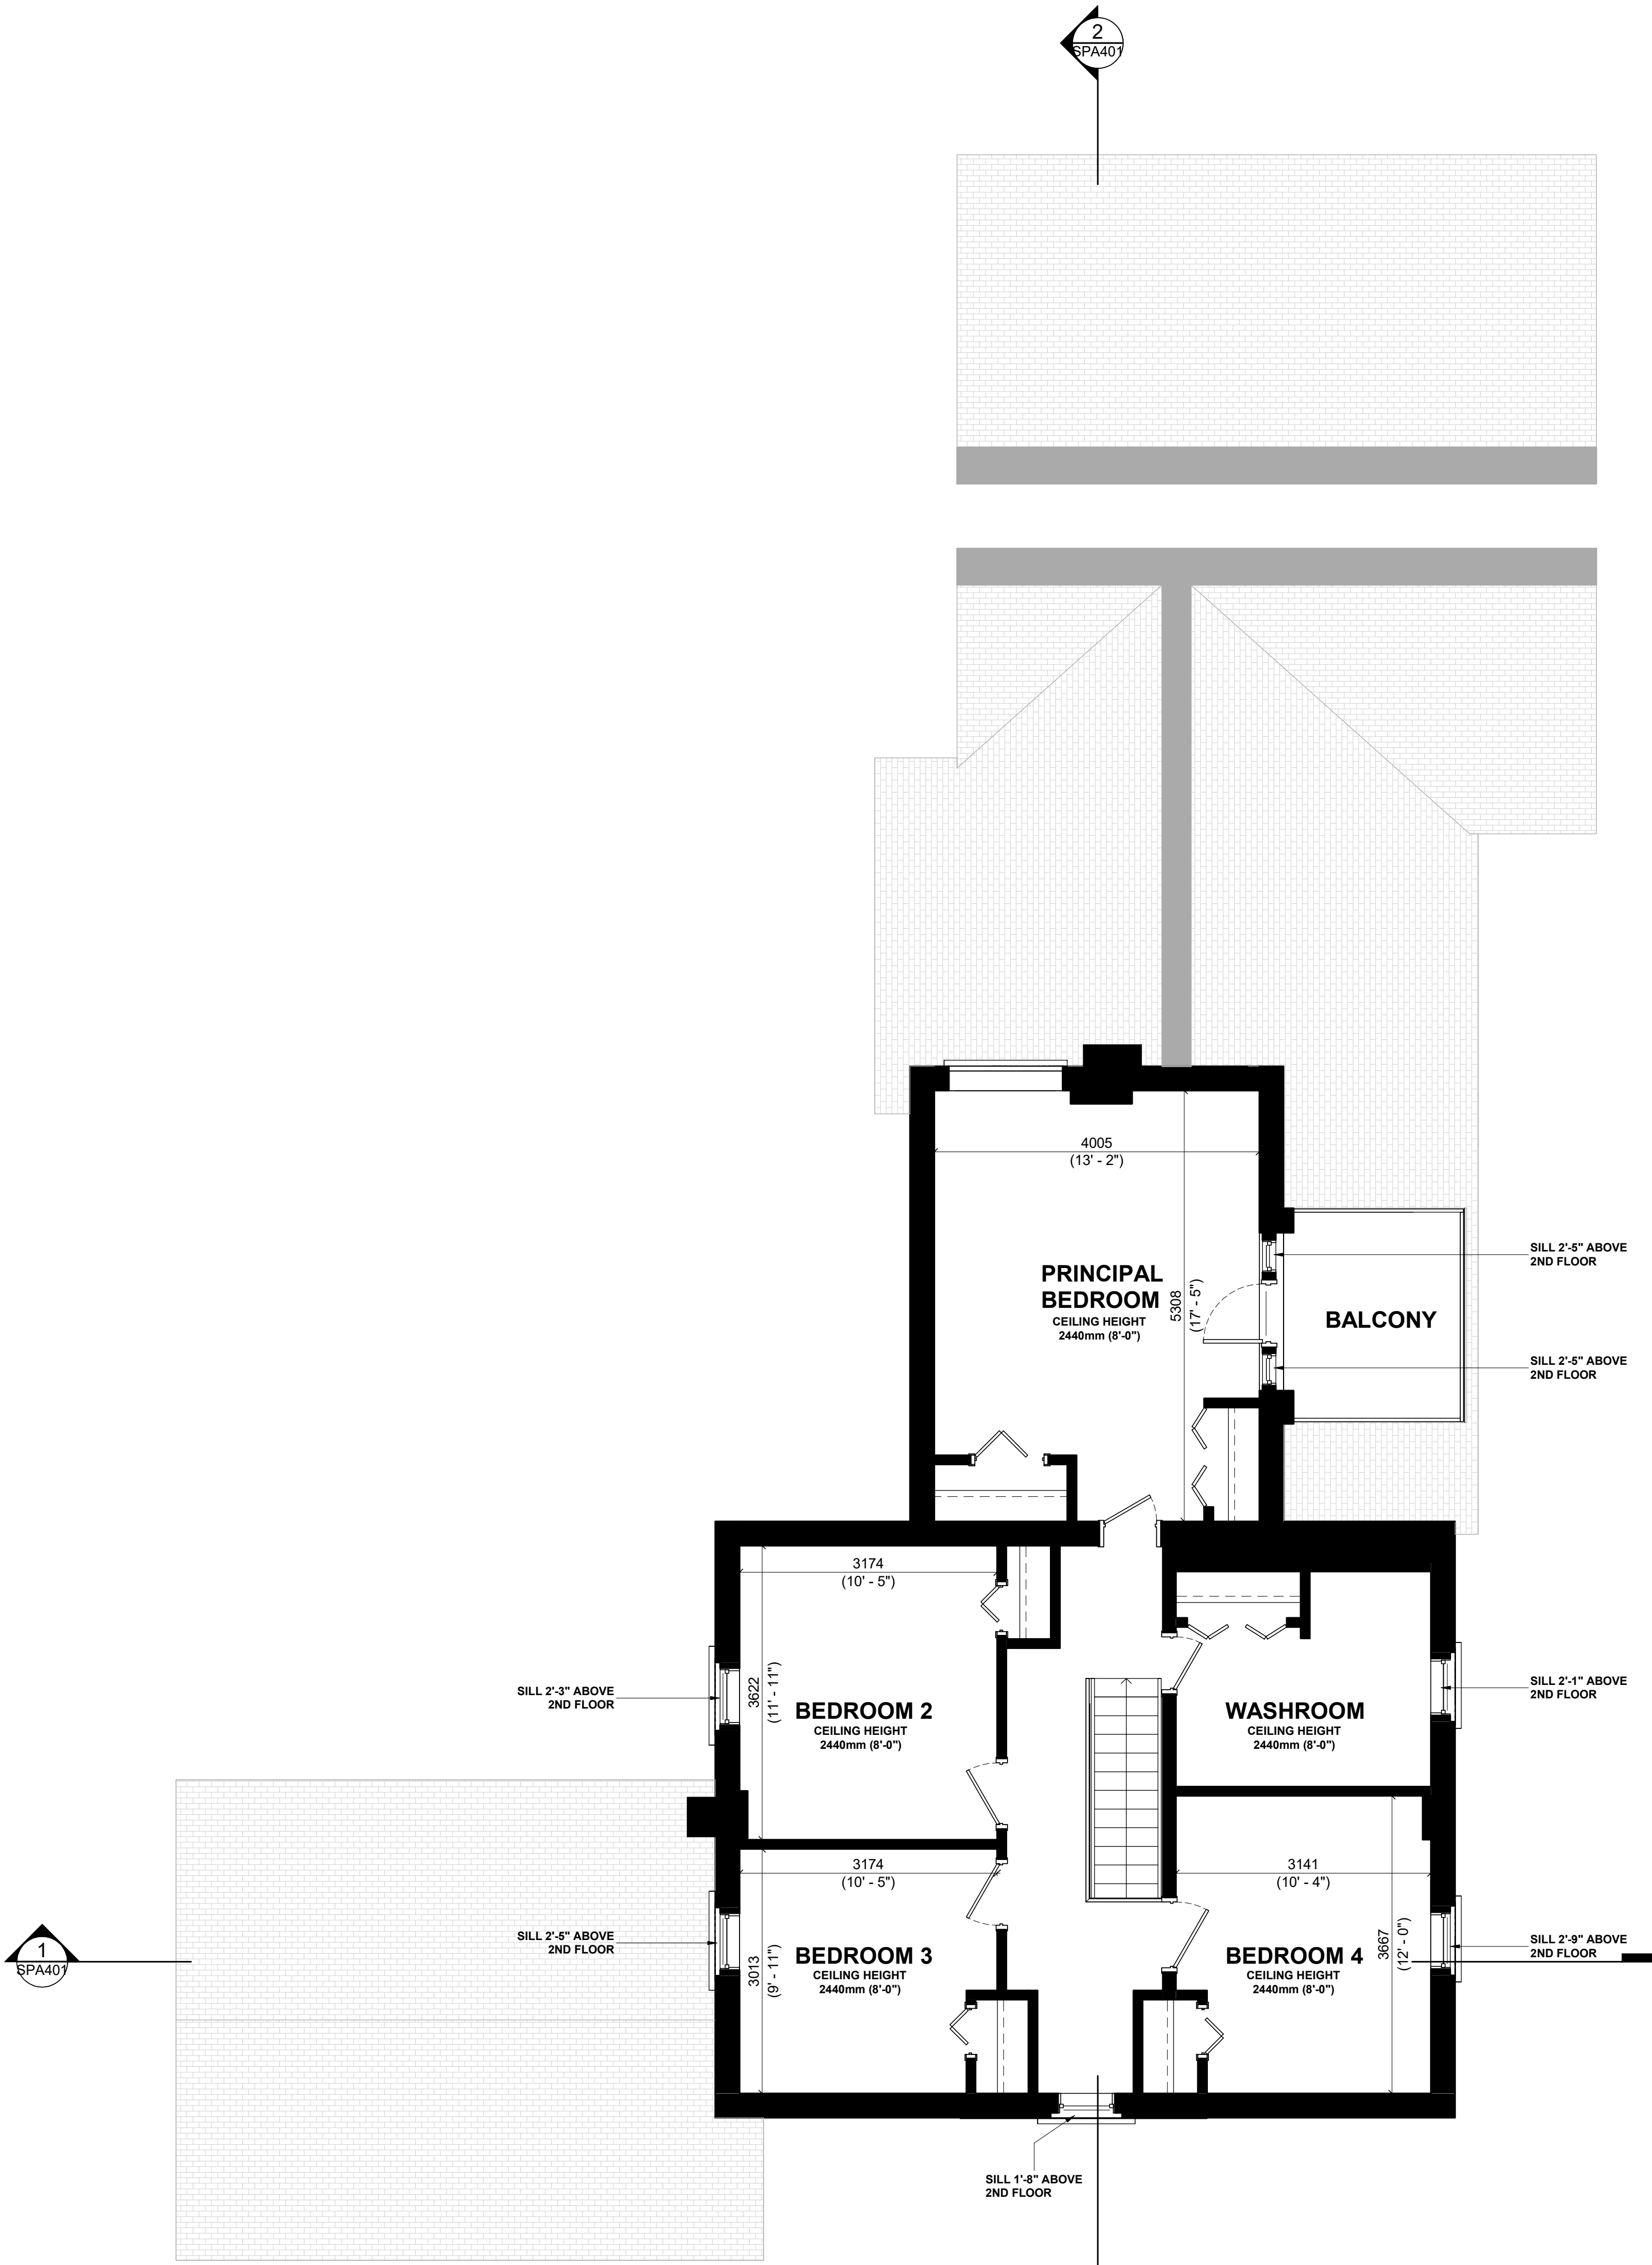 2
SPA401
4005
(13' - 2")
PRINCIPAL
BEDROOM
CEILING HEIGHT
2440mm (8'-0")
5308
(17' - 5")
BALCONY
SILL 2'-5" ABOVE
2ND FLOOR
SILL 2'-5" ABOVE
2ND FLOOR
3174
(10' - 5")
3622
(11' - 11")
BEDROOM 2
CEILING HEIGHT
2440mm (8'-0")
SILL 2'-3" ABOVE
2ND FLOOR
WASHROOM
CEILING HEIGHT
2440mm (8'-0")
SILL 2'-1" ABOVE
2ND FLOOR
3174
(10' - 5")
3013
(9' - 11")
BEDROOM 3
CEILING HEIGHT
2440mm (8'-0")
SILL 2'-5" ABOVE
2ND FLOOR
3141
(10' - 4")
3667
(12' - 0")
BEDROOM 4
CEILING HEIGHT
2440mm (8'-0")
SILL 2'-9" ABOVE
2ND FLOOR
1
SPA401
SILL 1'-8" ABOVE
2ND FLOOR